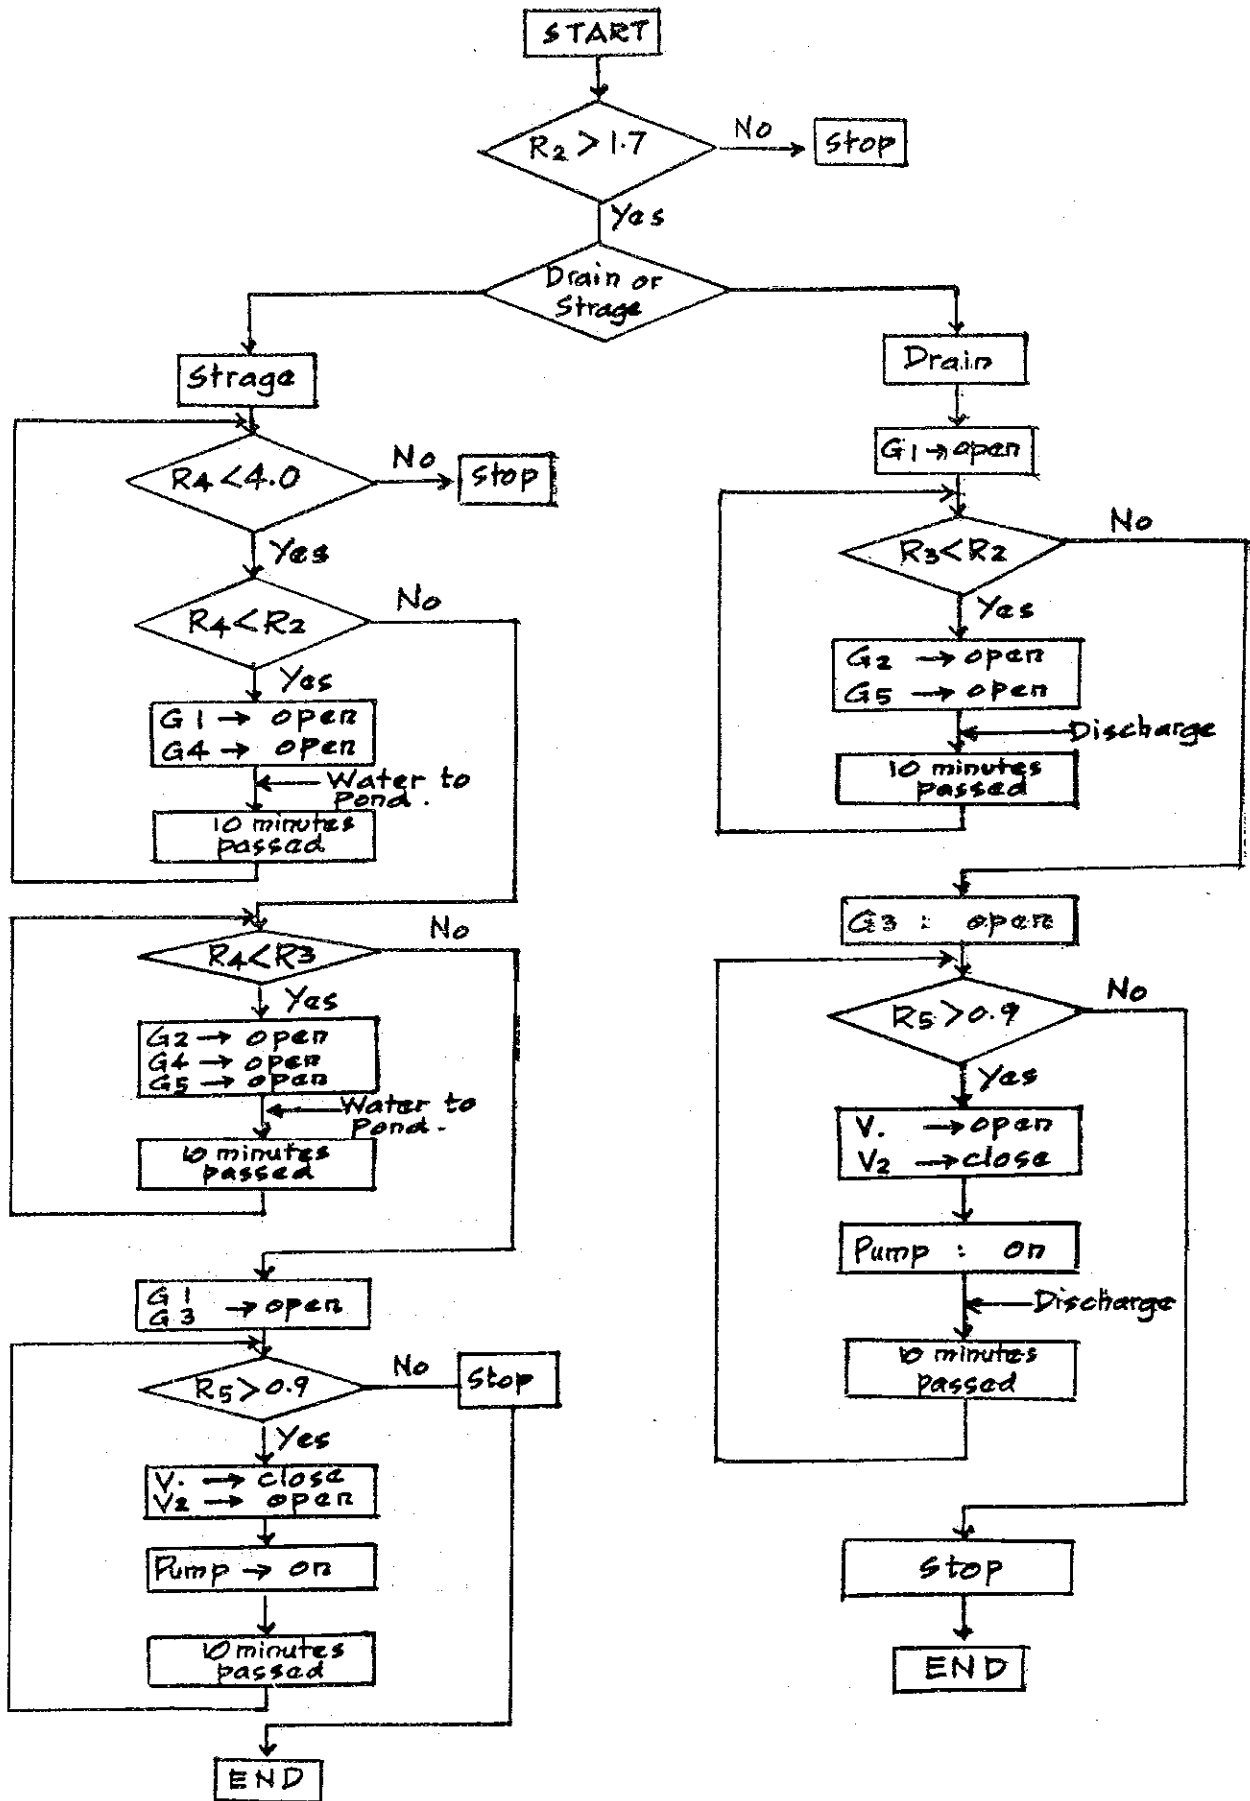 START
R2 > 1.7
No
Stop
Yes
Drain or
Strage
Strage
R4 < 4.0
No
Stop
Yes
R4 < R2
No
Yes
G1 → open
G4 → open
Water to
Pond.
10 minutes
passed
R4 < R3
No
Yes
G2 → open
G4 → open
G5 → open
Water to
Pond.
10 minutes
passed
G1
G3 → open
R5 > 0.9
No
Stop
Yes
V. → close
V2 → open
Pump → on
10 minutes
passed
END
Drain
G1 → open
R3 < R2
No
Yes
G2 → open
G5 → open
Discharge
10 minutes
passed
G3 : open
R5 > 0.9
No
Yes
V. → open
V2 → close
Pump : on
Discharge
10 minutes
passed
Stop
END